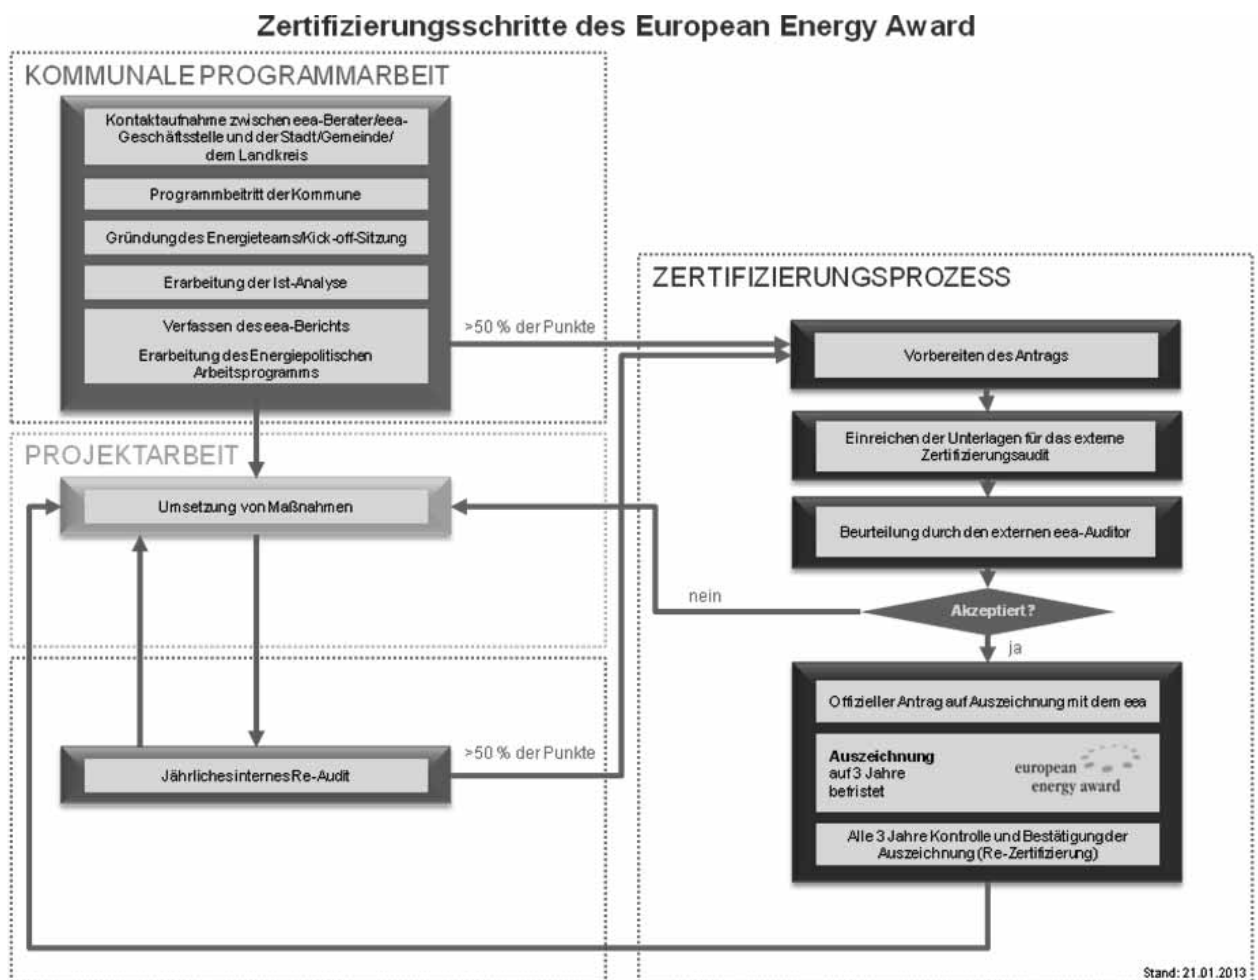 Zertifizierungsschritte des European Energy Award
KOMMUNALE PROGRAMMARBEIT
Kontaktaufnahme zwischen eea-Berater/eea-
Geschäftsstelle und der Stadt/Gemeinde/
dem Landkreis
Programmbeitritt der Kommune
Gründung des Energieteams/Kick-off-Sitzung
Erarbeitung der Ist-Analyse
Verfassen des eea-Berichts
Erarbeitung des Energiepolitischen
Arbeitsprogramms
>50 % der Punkte
PROJEKTARBEIT
Umsetzung von Maßnahmen
Jährliches internes Re-Audit
>50 % der Punkte
ZERTIFIZIERUNGSPROZESS
Vorbereiten des Antrags
Einreichen der Unterlagen für das externe
Zertifizierungsaudit
Beurteilung durch den externen eea-Auditor
Akzeptiert?
nein
ja
Offizieller Antrag auf Auszeichnung mit dem eea
Auszeichnung
auf 3 Jahre
befristet
european
energy award
Alle 3 Jahre Kontrolle und Bestätigung der
Auszeichnung (Re-Zertifizierung)
Stand: 21.01.2013